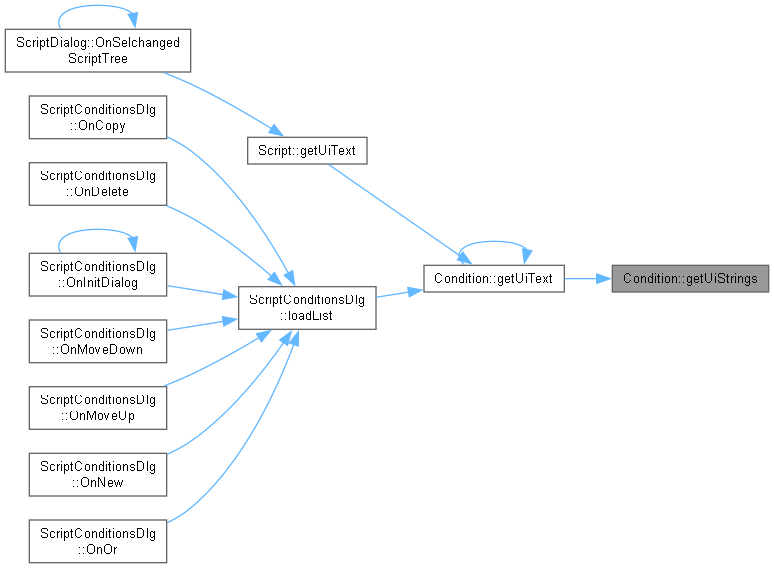 ScriptDialog::OnSelchanged
ScriptTree
ScriptConditionsDlg
::OnCopy
Script::getUiText
ScriptConditionsDlg
::OnDelete
ScriptConditionsDlg
::OnInitDialog
Condition::getUiText
Condition::getUiStrings
ScriptConditionsDlg
::loadList
ScriptConditionsDlg
::OnMoveDown
ScriptConditionsDlg
::OnMoveUp
ScriptConditionsDlg
::OnNew
ScriptConditionsDlg
::OnOr